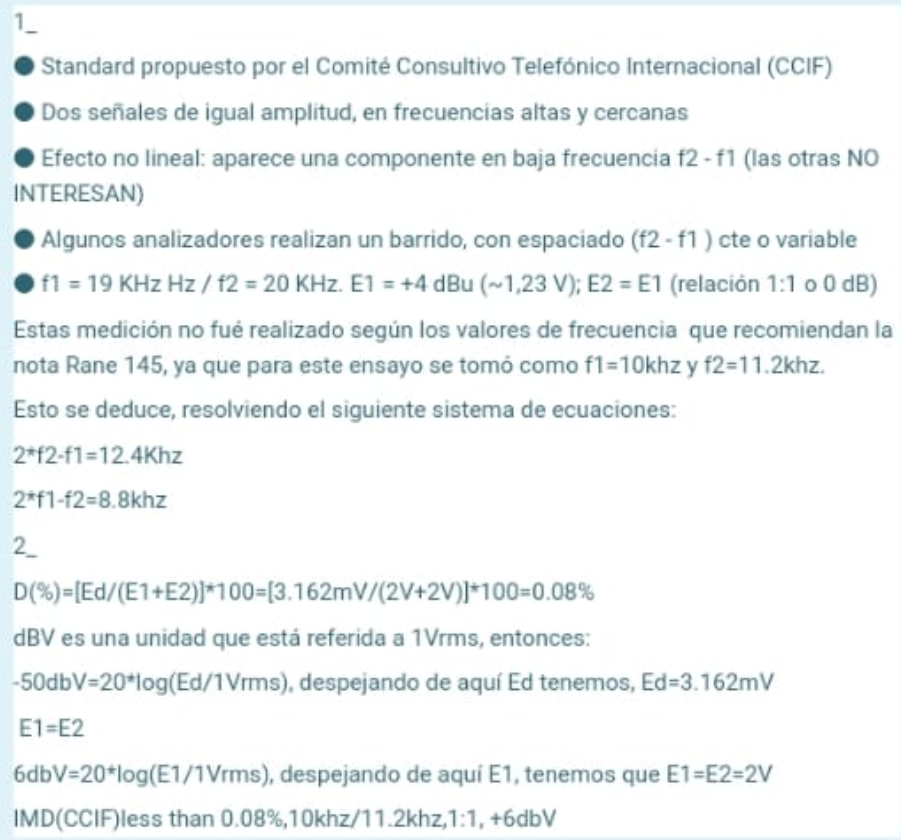 1_
● Standard propuesto por el Comité Consultivo Telefónico Internacional (CCIF)
● Dos señales de igual amplitud, en frecuencias altas y cercanas
● Efecto no lineal: aparece una componente en baja frecuencia f2 - f1 (las otras NO
INTERESAN)
● Algunos analizadores realizan un barrido, con espaciado (f2 - f1 ) cte o variable
● f1 = 19 KHz Hz / f2 = 20 KHz. E1 = +4 dBu (~1,23 V); E2 = E1 (relación 1:1 o 0 dB)
Estas medición no fué realizado según los valores de frecuencia que recomiendan la
nota Rane 145, ya que para este ensayo se tomó como f1=10khz y f2=11.2khz.
Esto se deduce, resolviendo el siguiente sistema de ecuaciones:
2*f2-f1=12.4Khz
2*f1-f2=8.8khz
2_
D(%)=[Ed/(E1+E2)]*100=[3.162mV/(2V+2V)]*100=0.08%
dBV es una unidad que está referida a 1Vrms, entonces:
-50dbV=20*log(Ed/1Vrms), despejando de aquí Ed tenemos, Ed=3.162mV
E1=E2
6dbV=20*log(E1/1Vrms), despejando de aquí E1, tenemos que E1=E2=2V
IMD(CCIF)less than 0.08%,10khz/11.2khz,1:1, +6dbV